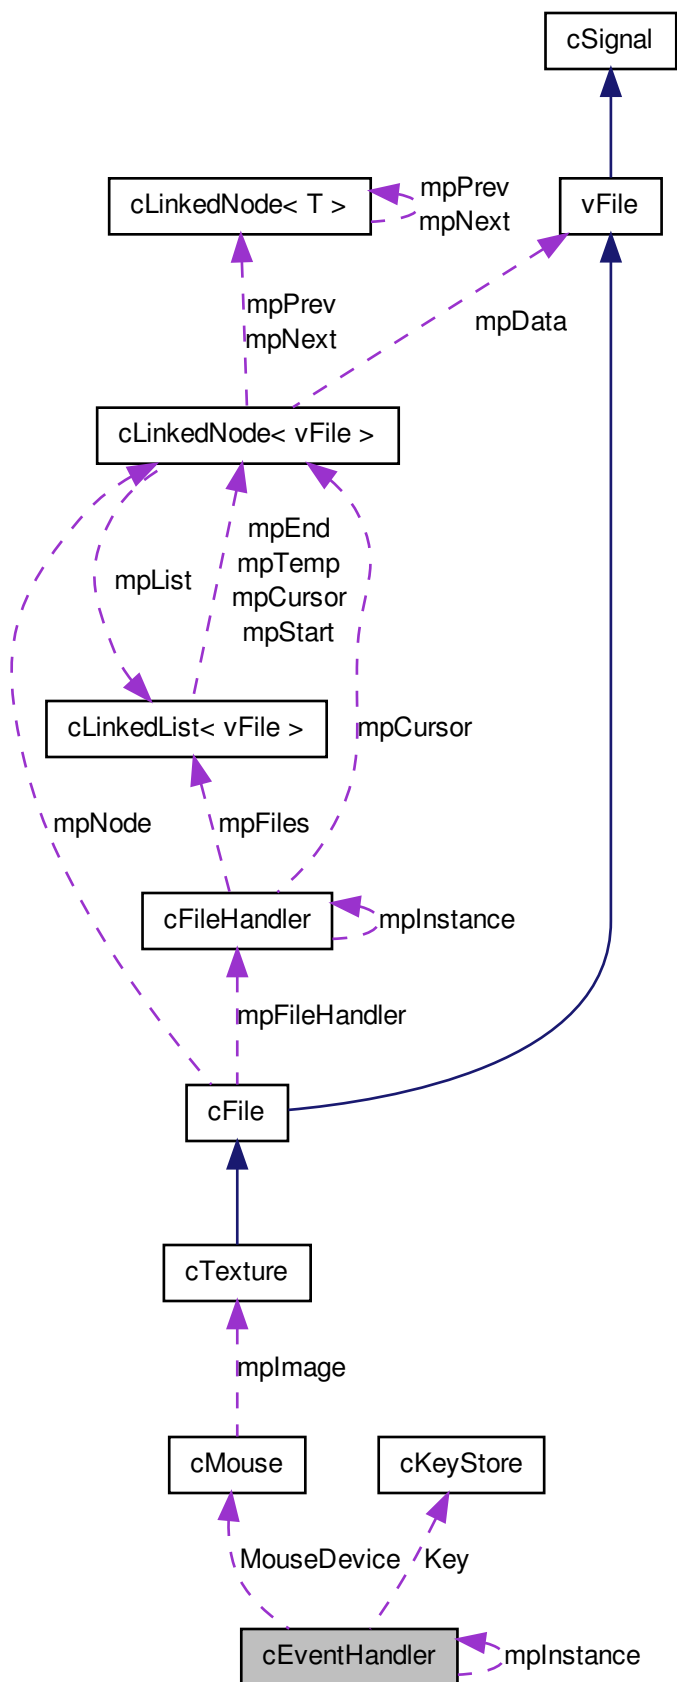 cSignal
cLinkedNode< T >
mpPrev
mpNext
vFile
mpPrev
mpNext
mpData
cLinkedNode< vFile >
mpList
mpEnd
mpTemp
mpCursor
mpStart
cLinkedList< vFile >
mpCursor
mpNode
mpFiles
cFileHandler
mpInstance
mpFileHandler
cFile
cTexture
mpImage
cMouse
cKeyStore
MouseDevice
Key
cEventHandler
mpInstance